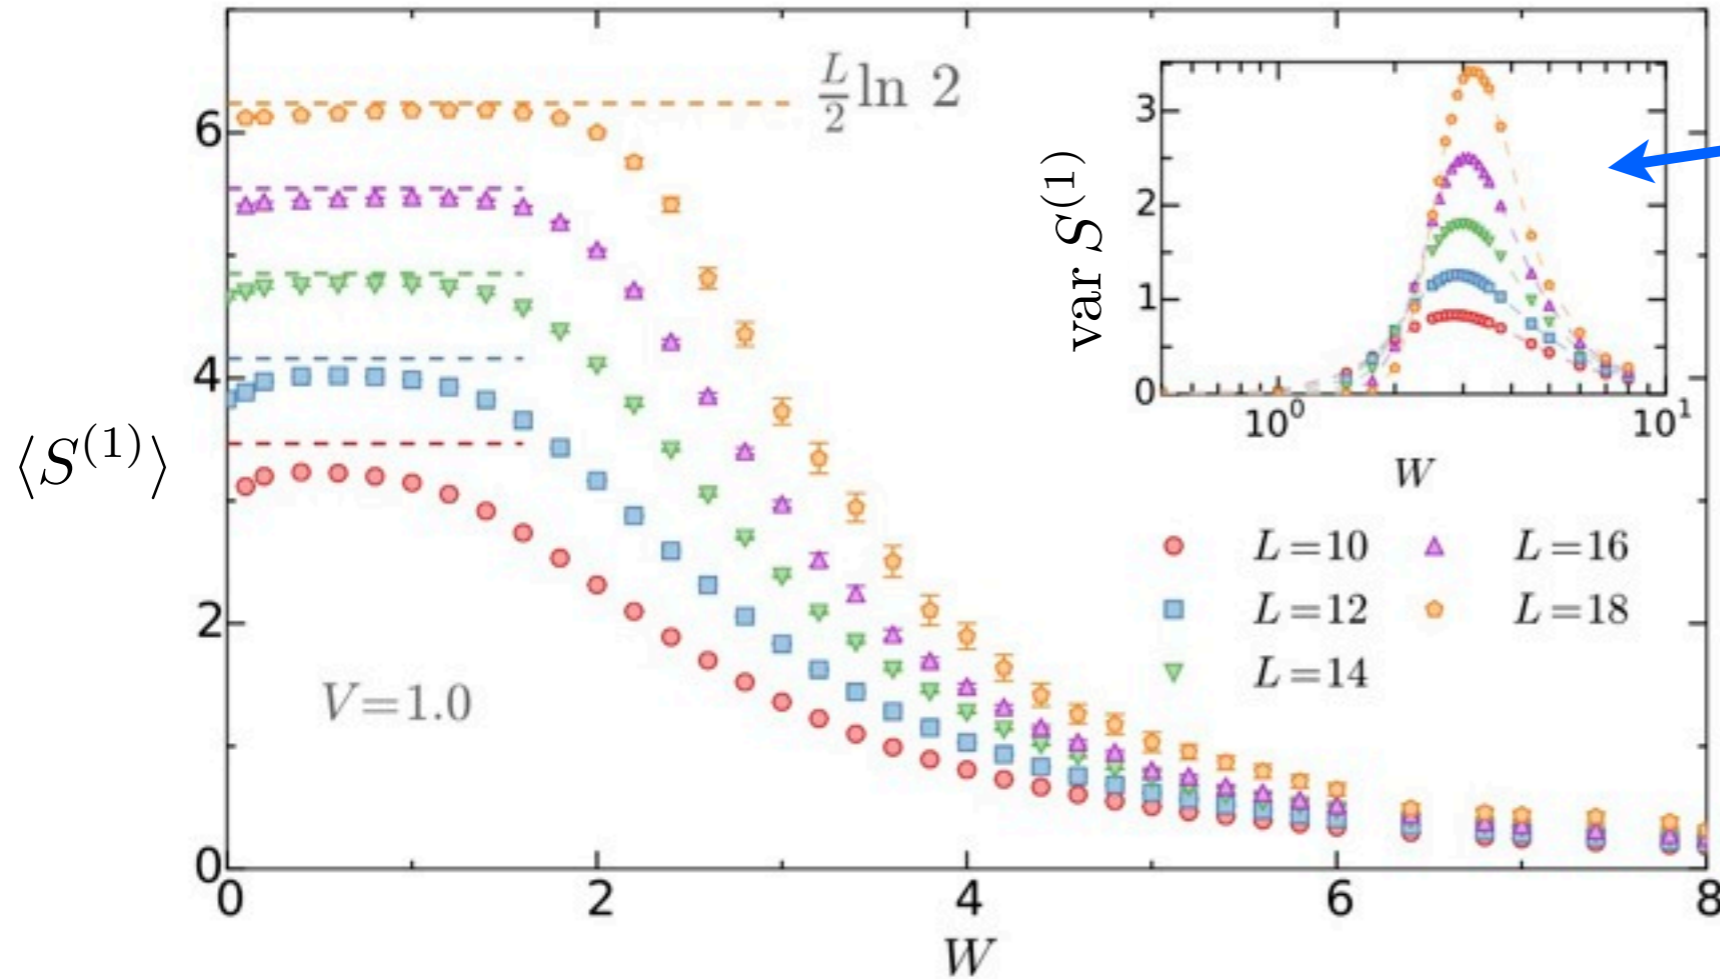 ⟨S^{(1)}⟩
6
4
2
0
0 2 4 6 8
W
L/2 ln 2
V=1.0
var S^{(1)}
3
2
1
0
10^0 10^1
W
L=10 L=16
L=12 L=18
L=14